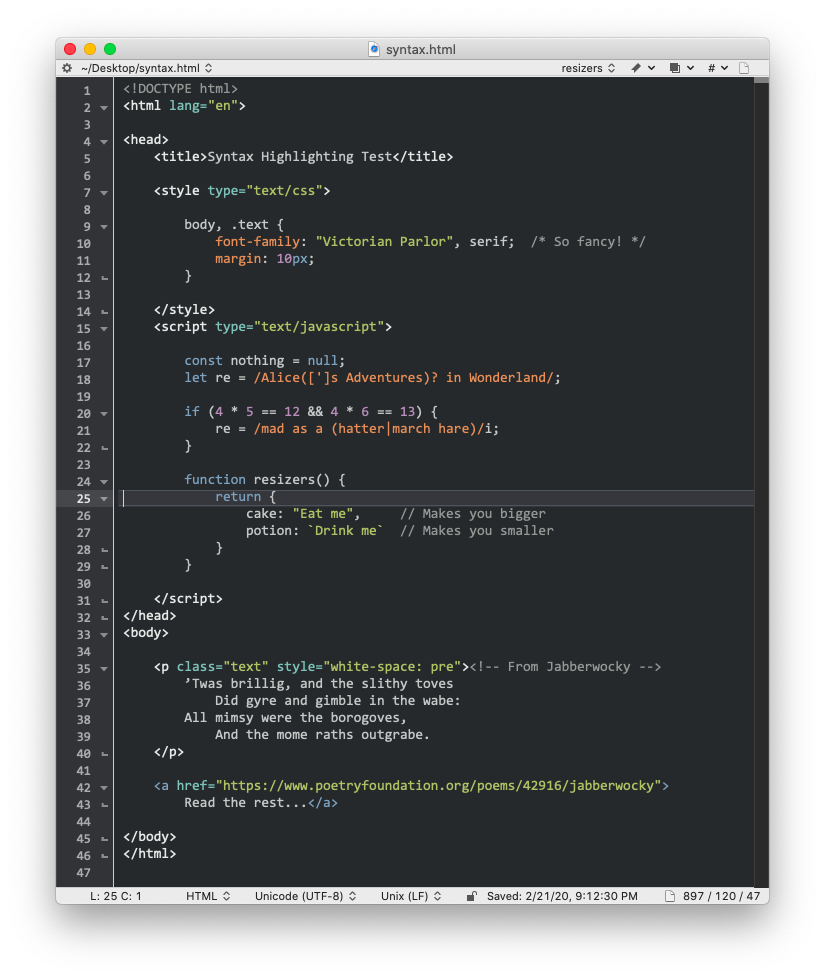 syntax.html
~/Desktop/syntax.html resizers #
1 <!DOCTYPE html>
2 <html lang="en">
3
4 <head>
5     <title>Syntax Highlighting Test</title>
6
7     <style type="text/css">
8
9         body, .text {
10             font-family: "Victorian Parlor", serif;  /* So fancy! */
11             margin: 10px;
12         }
13
14     </style>
15     <script type="text/javascript">
16
17         const nothing = null;
18         let re = /Alice([']s Adventures)? in Wonderland/;
19
20         if (4 * 5 == 12 && 4 * 6 == 13) {
21             re = /mad as a (hatter|march hare)/i;
22         }
23
24         function resizers() {
25             return {
26                 cake: "Eat me",     // Makes you bigger
27                 potion: `Drink me`  // Makes you smaller
28             }
29         }
30
31     </script>
32 </head>
33 <body>
34
35     <p class="text" style="white-space: pre"><!-- From Jabberwocky -->
36         ’Twas brillig, and the slithy toves
37             Did gyre and gimble in the wabe:
38         All mimsy were the borogoves,
39             And the mome raths outgrabe.
40     </p>
41
42     <a href="https://www.poetryfoundation.org/poems/42916/jabberwocky">
43         Read the rest...</a>
44
45 </body>
46 </html>
47
L: 25 C: 1 HTML Unicode (UTF-8) Unix (LF) Saved: 2/21/20, 9:12:30 PM 897 / 120 / 47